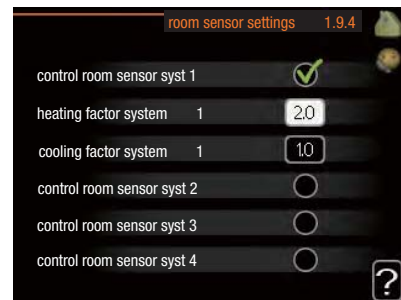 room sensor settings 1.9.4
control room sensor syst 1
heating factor system 1 2.0
cooling factor system 1 1.0
control room sensor syst 2
control room sensor syst 3
control room sensor syst 4
?